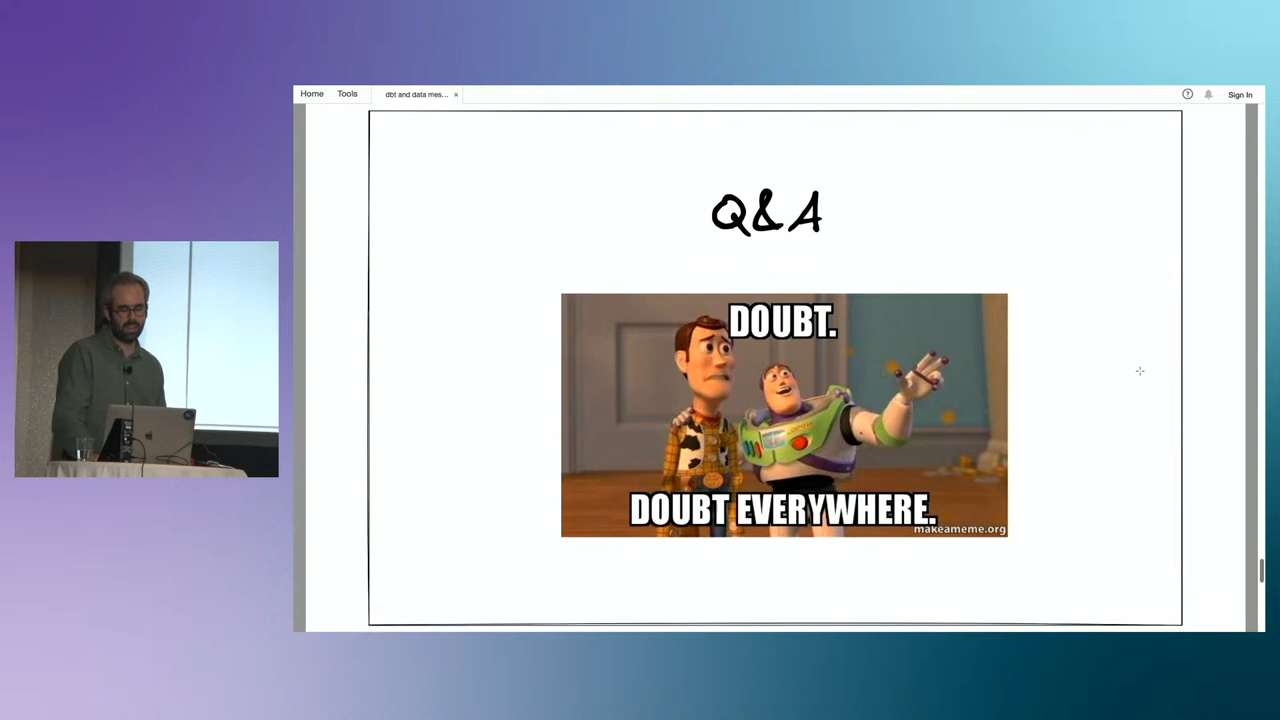 Home Tools dbt and data mes... × ? Sign In
Q&A
DOUBT.
DOUBT EVERYWHERE.
makeameme.org